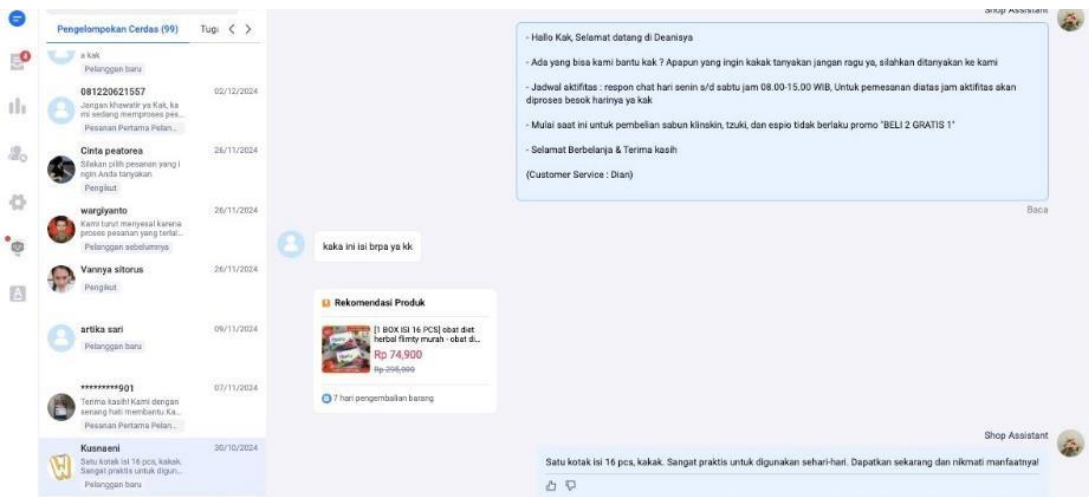 Pengelompokan Cerdas (99)
Tuga
a kak
Pelanggan baru
4
081220621557
02/12/2024
Jangan khawatir ya Kak, ka
mi sedang memproses pes...
Pesanan Pertama Pelan...
Cinta peatorea
26/11/2024
Silakan pilih pesanan yang i
ngin Anda tanyakan
Pengikut
wargiyanto
26/11/2024
Kami turut menyesal karena
proses pesanan yang terlal...
Pelanggan sebelumnya
Vannya sitorus
26/11/2024
Pengikut
artika sari
09/11/2024
Pelanggan baru
*********901
07/11/2024
Terima kasih! Kami dengan
senang hati membantu Ka...
Pesanan Pertama Pelan...
Kusnaeni
30/10/2024
Satu kotak isi 16 pcs, kakak.
Sangat praktis untuk digun...
Pelanggan baru
Shop Assistant
- Hallo Kak, Selamat datang di Deanisya
- Ada yang bisa kami bantu kak ? Apapun yang ingin kakak tanyakan jangan ragu ya, silahkan ditanyakan ke kami
- Jadwal aktifitas : respon chat hari senin s/d sabtu jam 08.00-15.00 WIB, Untuk pemesanan diatas jam aktifitas akan
diproses besok harinya ya kak
- Mulai saat ini untuk pembelian sabun klinskin, tzuki, dan espio tidak berlaku promo "BELI 2 GRATIS 1"
- Selamat Berbelanja & Terima kasih
(Customer Service : Dian)
Baca
kaka ini isi brpa ya kk
Rekomendasi Produk
[1 BOX ISI 16 PCS] obat diet
herbal flimty murah - obat di...
Rp 74,900
Rp 298,000
7 hari pengembalian barang
Shop Assistant
Satu kotak isi 16 pcs, kakak. Sangat praktis untuk digunakan sehari-hari. Dapatkan sekarang dan nikmati manfaatnya!